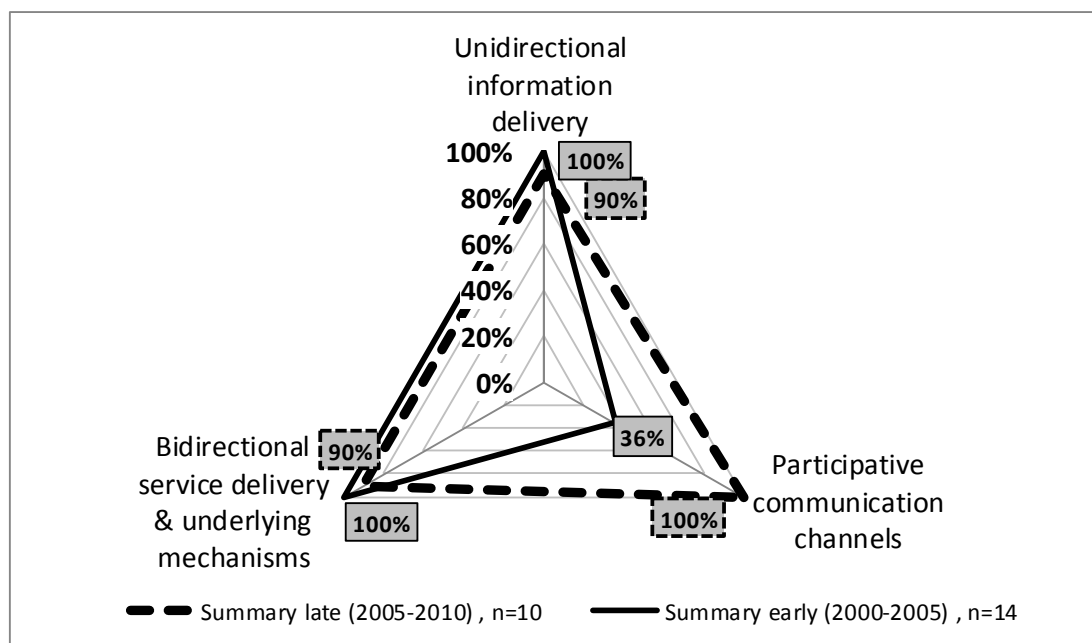 Unidirectional
information
delivery
100%
100%
90%
80%
60%
40%
20%
0%
36%
90%
Bidirectional
service delivery
& underlying
mechanisms
100%
Participative
communication
channels
100%
Summary late (2005-2010) , n=10
Summary early (2000-2005) , n=14